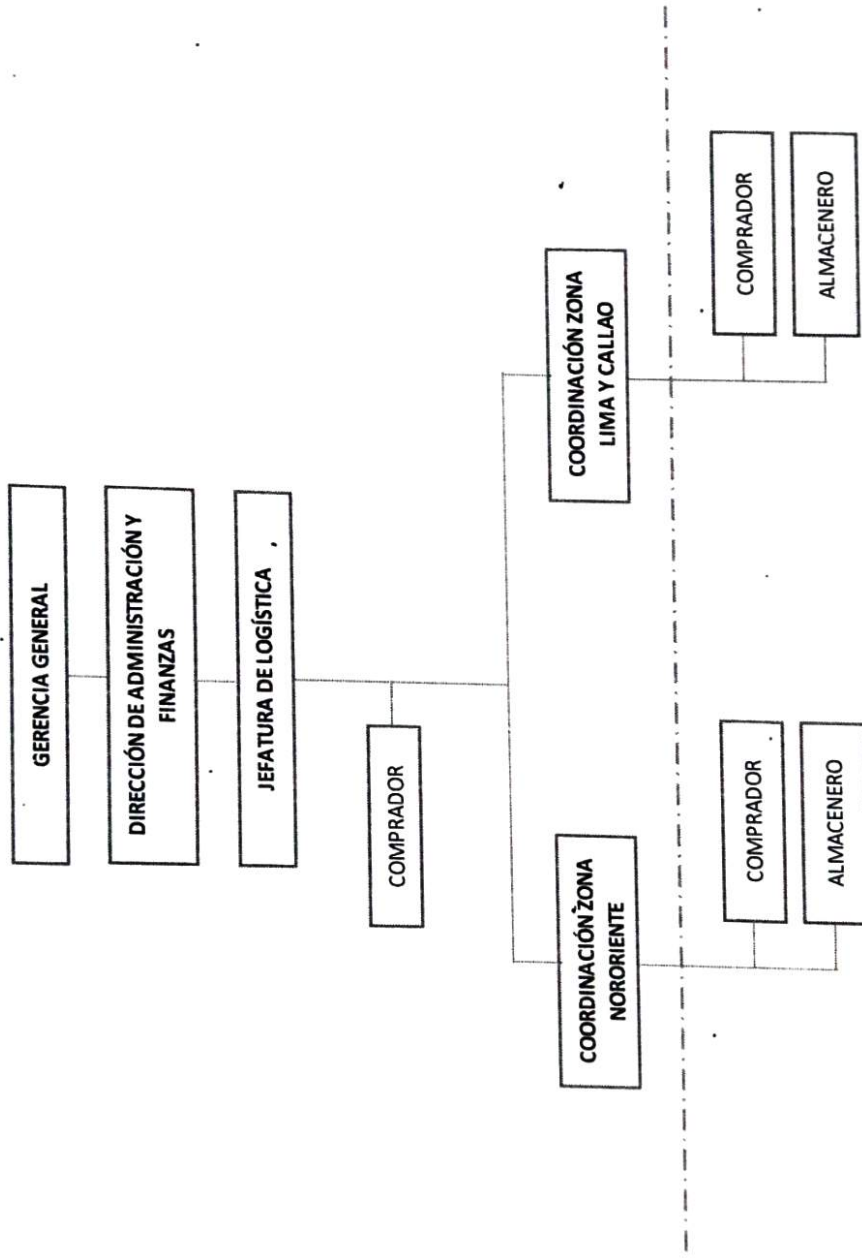 GERENCIA GENERAL
DIRECCIÓN DE ADMINISTRACIÓN Y
FINANZAS
JEFATURA DE LOGÍSTICA
COMPRADOR
COORDINACIÓN ZONA
NORORIENTE
COORDINACIÓN ZONA
LIMA Y CALLAO
COMPRADOR
ALMACENERO
COMPRADOR
ALMACENERO